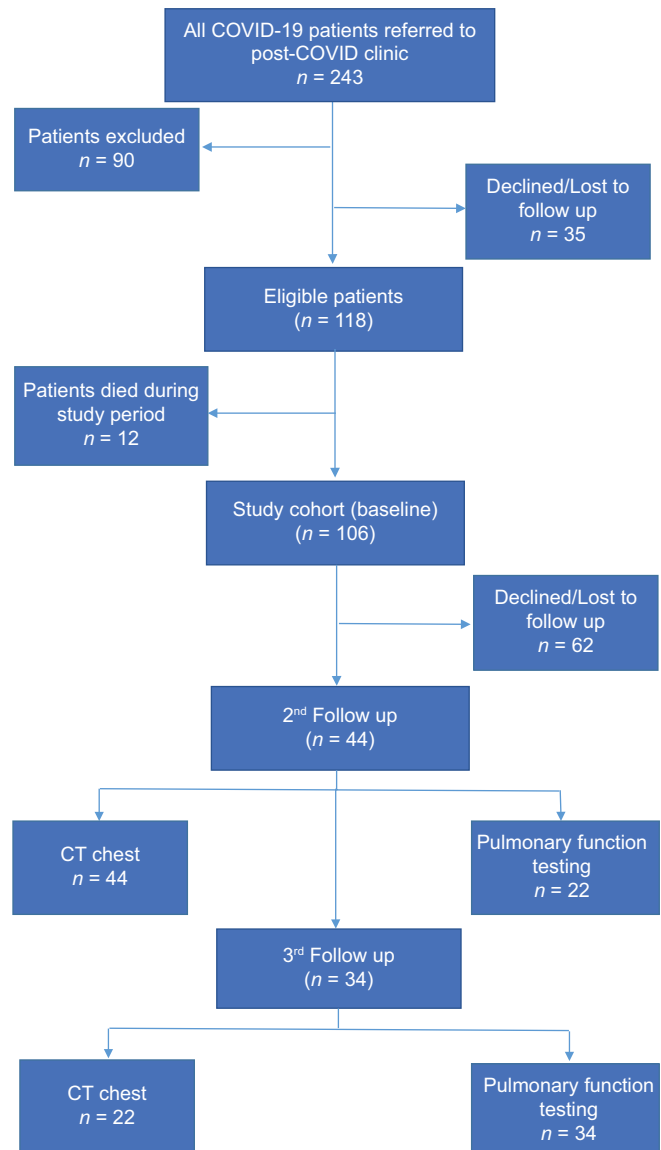 All COVID-19 patients referred to
post-COVID clinic
n = 243
Patients excluded
n = 90
Declined/Lost to
follow up
n = 35
Eligible patients
(n = 118)
Patients died during
study period
n = 12
Study cohort (baseline)
(n = 106)
Declined/Lost to
follow up
n = 62
2nd Follow up
(n = 44)
CT chest
n = 44
Pulmonary function
testing
n = 22
3rd Follow up
(n = 34)
CT chest
n = 22
Pulmonary function
testing
n = 34